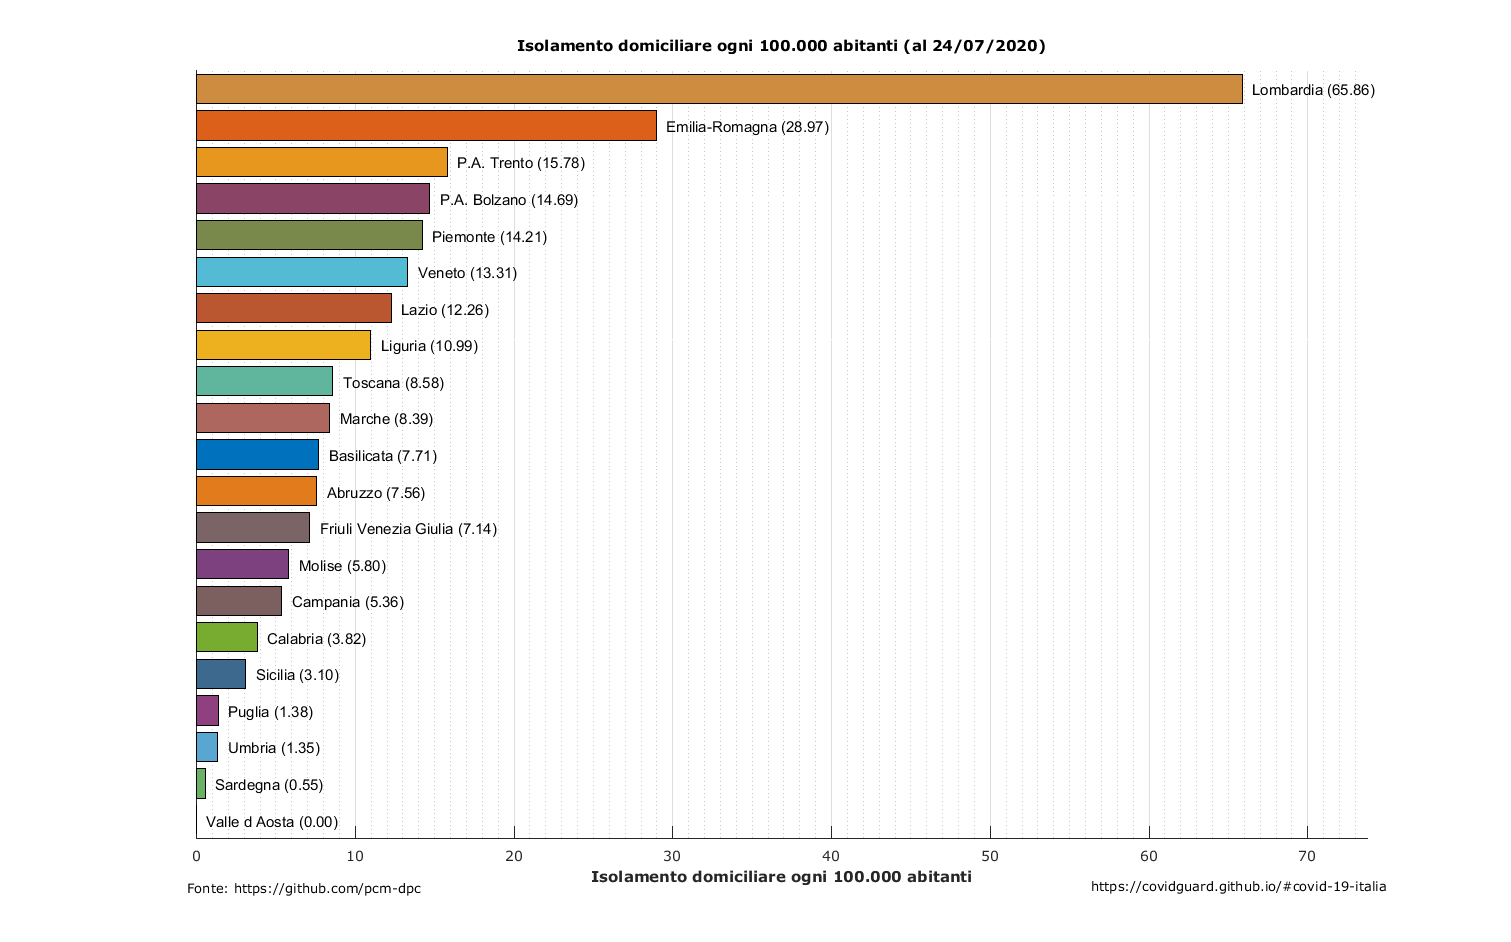 Isolamento domiciliare ogni 100.000 abitanti (al 24/07/2020)
Lombardia (65.86)
Emilia-Romagna (28.97)
P.A. Trento (15.78)
P.A. Bolzano (14.69)
Piemonte (14.21)
Veneto (13.31)
Lazio (12.26)
Liguria (10.99)
Toscana (8.58)
Marche (8.39)
Basilicata (7.71)
Abruzzo (7.56)
Friuli Venezia Giulia (7.14)
Molise (5.80)
Campania (5.36)
Calabria (3.82)
Sicilia (3.10)
Puglia (1.38)
Umbria (1.35)
Sardegna (0.55)
Valle d Aosta (0.00)
0 10 20 30 40 50 60 70
Isolamento domiciliare ogni 100.000 abitanti
Fonte: https://github.com/pcm-dpc
https://covidguard.github.io/#covid-19-italia